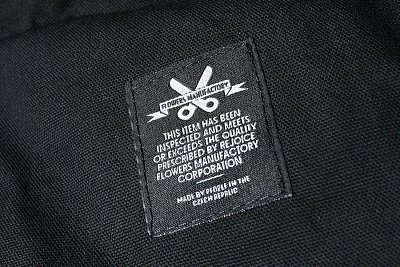 FLOWERS MANUFACTORY
THIS ITEM HAS BEEN
INSPECTED AND MEETS
OR EXCEEDS THE QUALITY
PRESCRIBED BY REJOICE
FLOWERS MANUFACTORY
CORPORATION
MADE BY PEOPLE IN THE
CZECH REPUBLIC